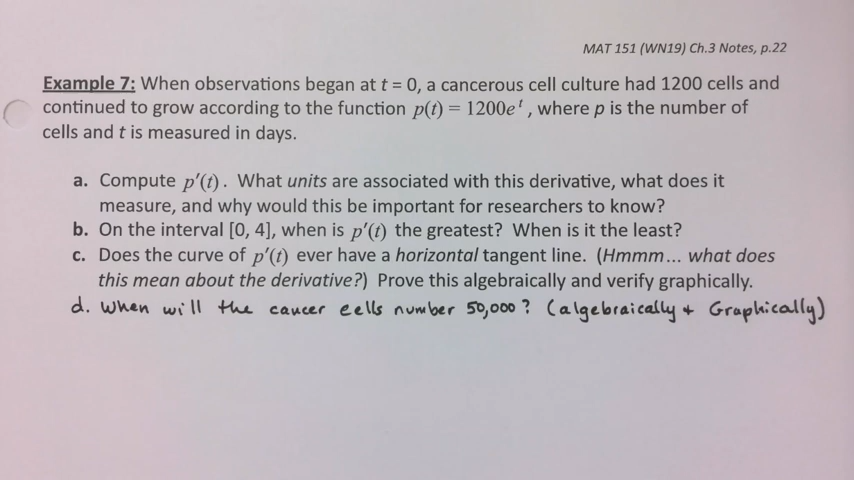 MAT 151 (WN19) Ch.3 Notes, p.22
Example 7: When observations began at t = 0, a cancerous cell culture had 1200 cells and
continued to grow according to the function p(t) = 1200eᵗ, where p is the number of
cells and t is measured in days.
a. Compute p′(t). What units are associated with this derivative, what does it
measure, and why would this be important for researchers to know?
b. On the interval [0, 4], when is p′(t) the greatest? When is it the least?
c. Does the curve of p′(t) ever have a horizontal tangent line. (Hmmm... what does
this mean about the derivative?) Prove this algebraically and verify graphically.
d. When will the cancer cells number 50,000? (algebraically + Graphically)